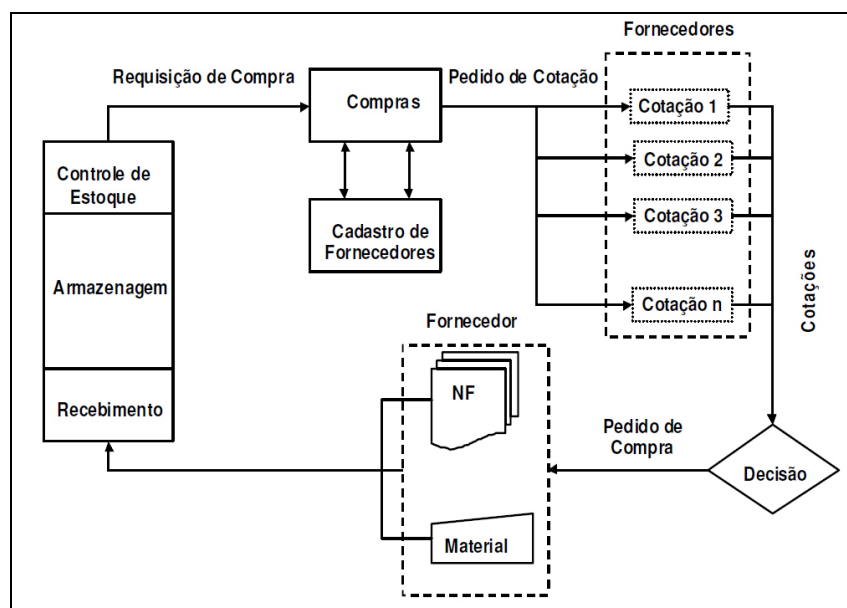 Fornecedores
Requisição de Compra
Pedido de Cotação
Compras
Cotação 1
Cotação 2
Cotação 3
Cotação n
Controle de
Estoque
Cadastro de
Fornecedores
Armazenagem
Cotações
Fornecedor
NF
Recebimento
Pedido de
Compra
Decisão
Material